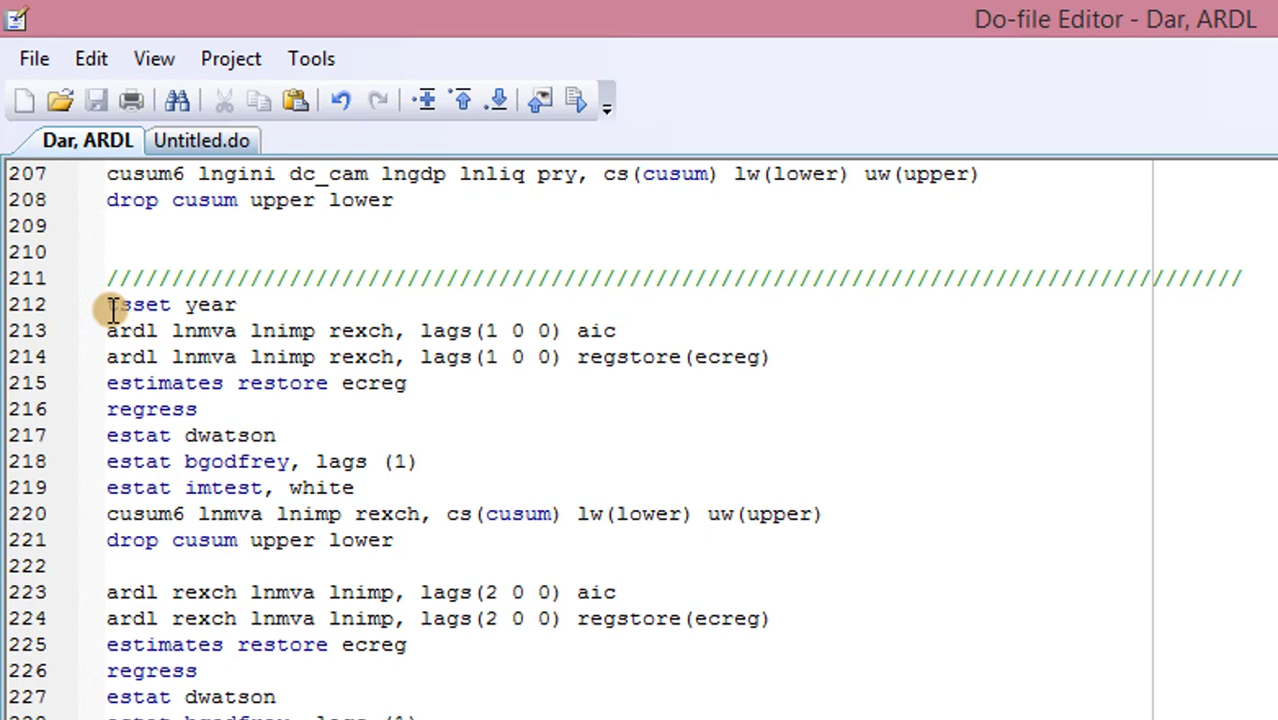 Do-file Editor - Dar, ARDL
File Edit View Project Tools
Dar, ARDL Untitled.do
207 cusum6 lngini dc_cam lngdp lnliq pry, cs(cusum) lw(lower) uw(upper)
208 drop cusum upper lower
209
210
211 ///////////////////////////////////////////////////////////////////////////////////////
212 tsset year
213 ardl lnmva lnimp rexch, lags(1 0 0) aic
214 ardl lnmva lnimp rexch, lags(1 0 0) regstore(ecreg)
215 estimates restore ecreg
216 regress
217 estat dwatson
218 estat bgodfrey, lags (1)
219 estat imtest, white
220 cusum6 lnmva lnimp rexch, cs(cusum) lw(lower) uw(upper)
221 drop cusum upper lower
222
223 ardl rexch lnmva lnimp, lags(2 0 0) aic
224 ardl rexch lnmva lnimp, lags(2 0 0) regstore(ecreg)
225 estimates restore ecreg
226 regress
227 estat dwatson
estat bgodfrey, lags (1)